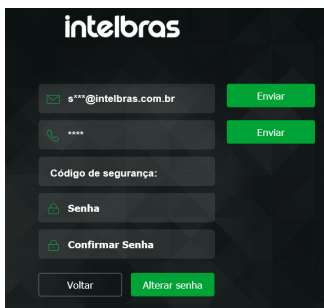 intelbras
s***@intelbras.com.br
Enviar
****
Enviar
Código de segurança:
Senha
Confirmar Senha
Voltar
Alterar senha